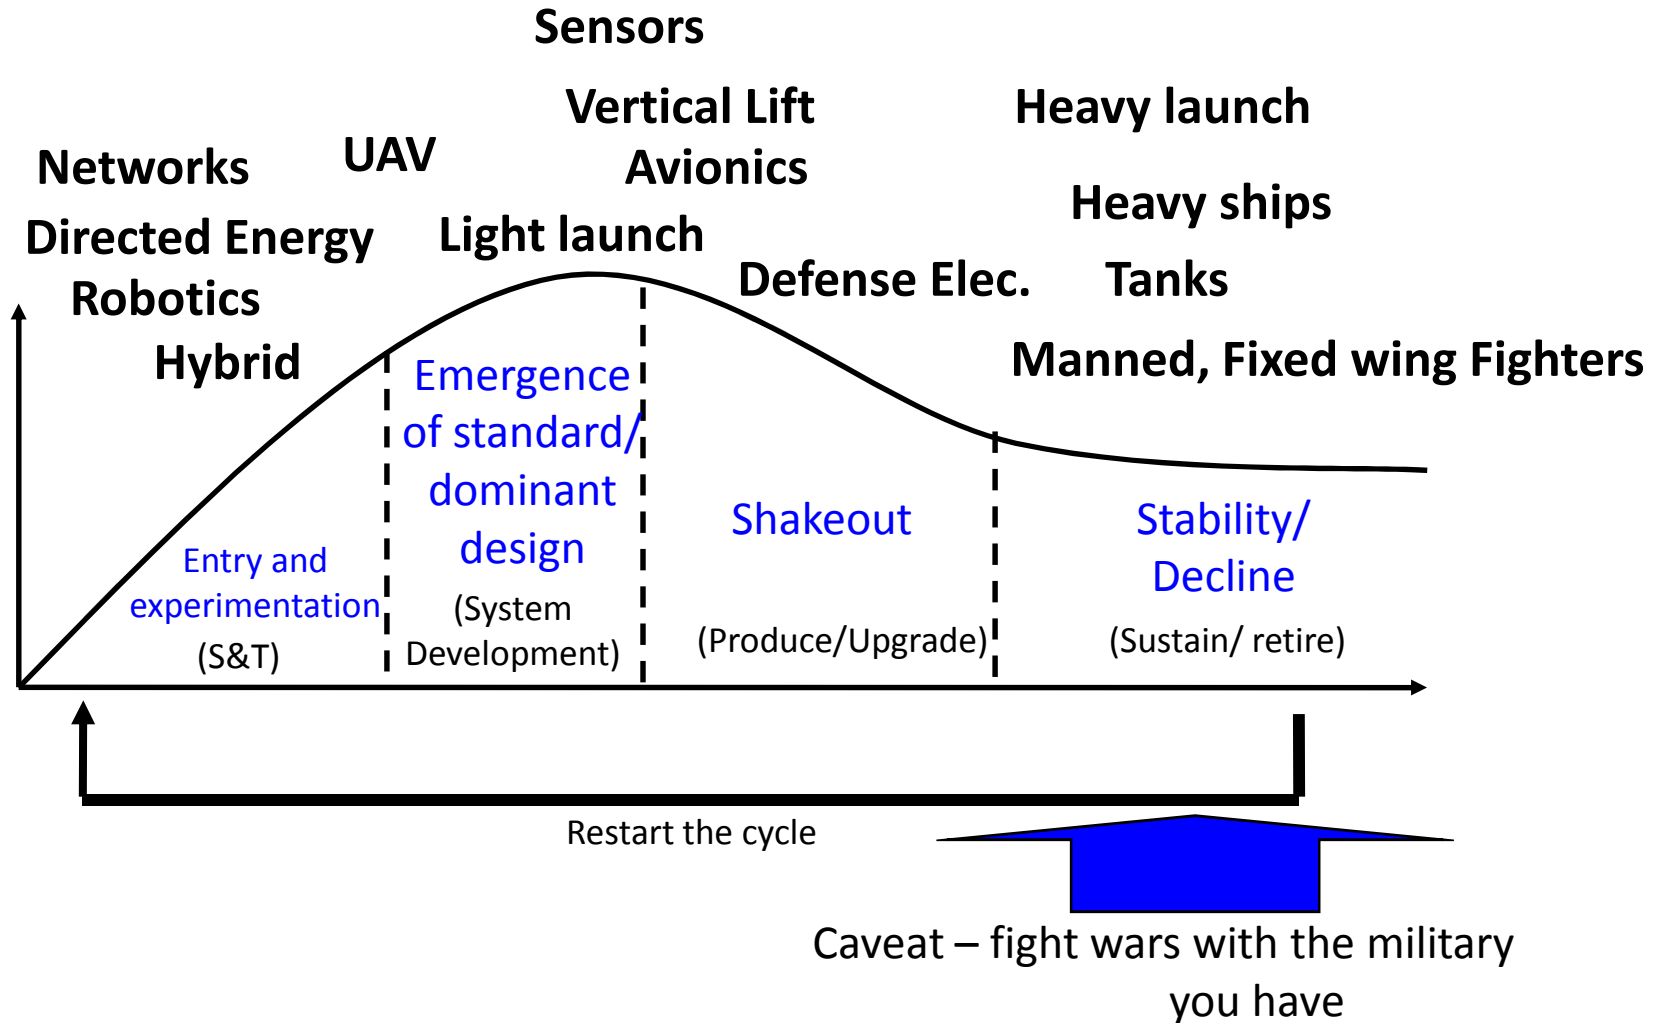 Sensors
Vertical Lift
Heavy launch
UAV
Networks
Avionics
Heavy ships
Directed Energy
Light launch
Defense Elec.
Tanks
Robotics
Hybrid
Manned, Fixed wing Fighters
Emergence
of standard/
dominant
design
(System
Development)
Entry and
experimentation
(S&T)
Shakeout
(Produce/Upgrade)
Stability/
Decline
(Sustain/ retire)
Restart the cycle
Caveat – fight wars with the military
you have